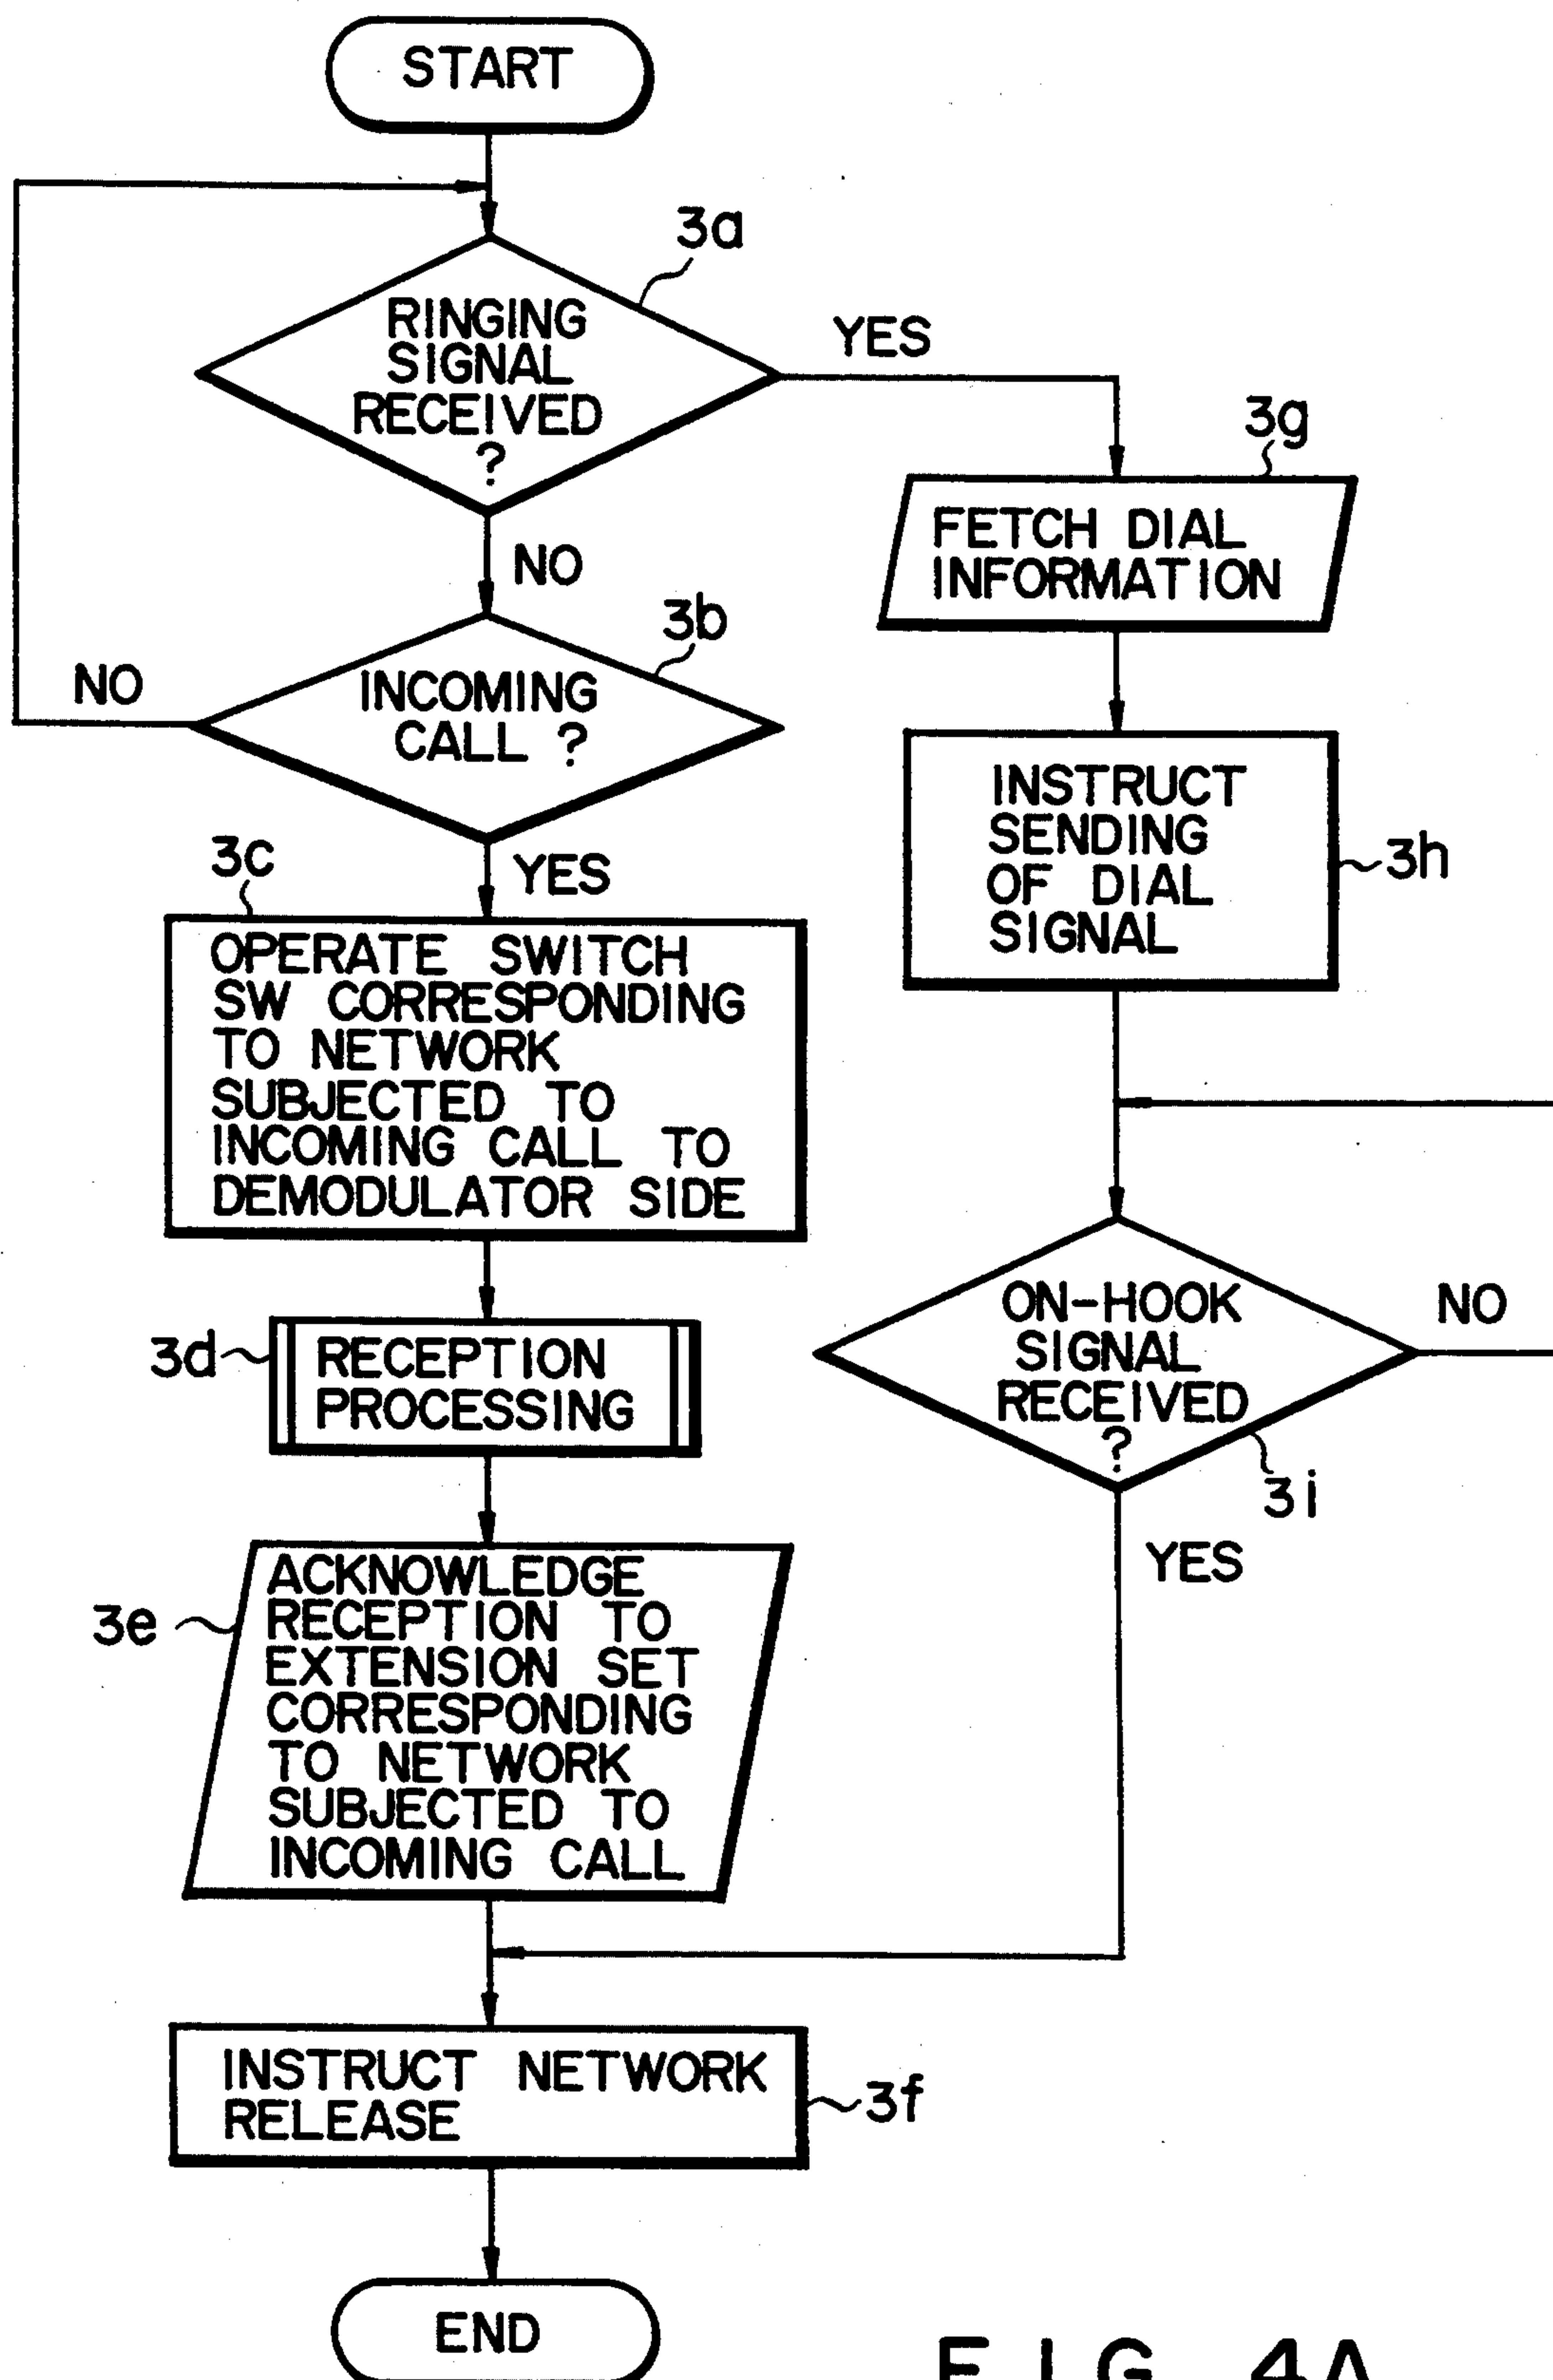 START
3a
RINGING
SIGNAL
RECEIVED
?
YES
NO
3b
INCOMING
CALL ?
NO
YES
3c
OPERATE SWITCH
SW CORRESPONDING
TO NETWORK
SUBJECTED TO
INCOMING CALL TO
DEMODULATOR SIDE
3d
RECEPTION
PROCESSING
3e
ACKNOWLEDGE
RECEPTION TO
EXTENSION SET
CORRESPONDING
TO NETWORK
SUBJECTED TO
INCOMING CALL
INSTRUCT NETWORK
RELEASE
3f
END
3g
FETCH DIAL
INFORMATION
INSTRUCT
SENDING
OF DIAL
SIGNAL
3h
ON-HOOK
SIGNAL
RECEIVED
?
NO
3i
YES
FIG. 4A